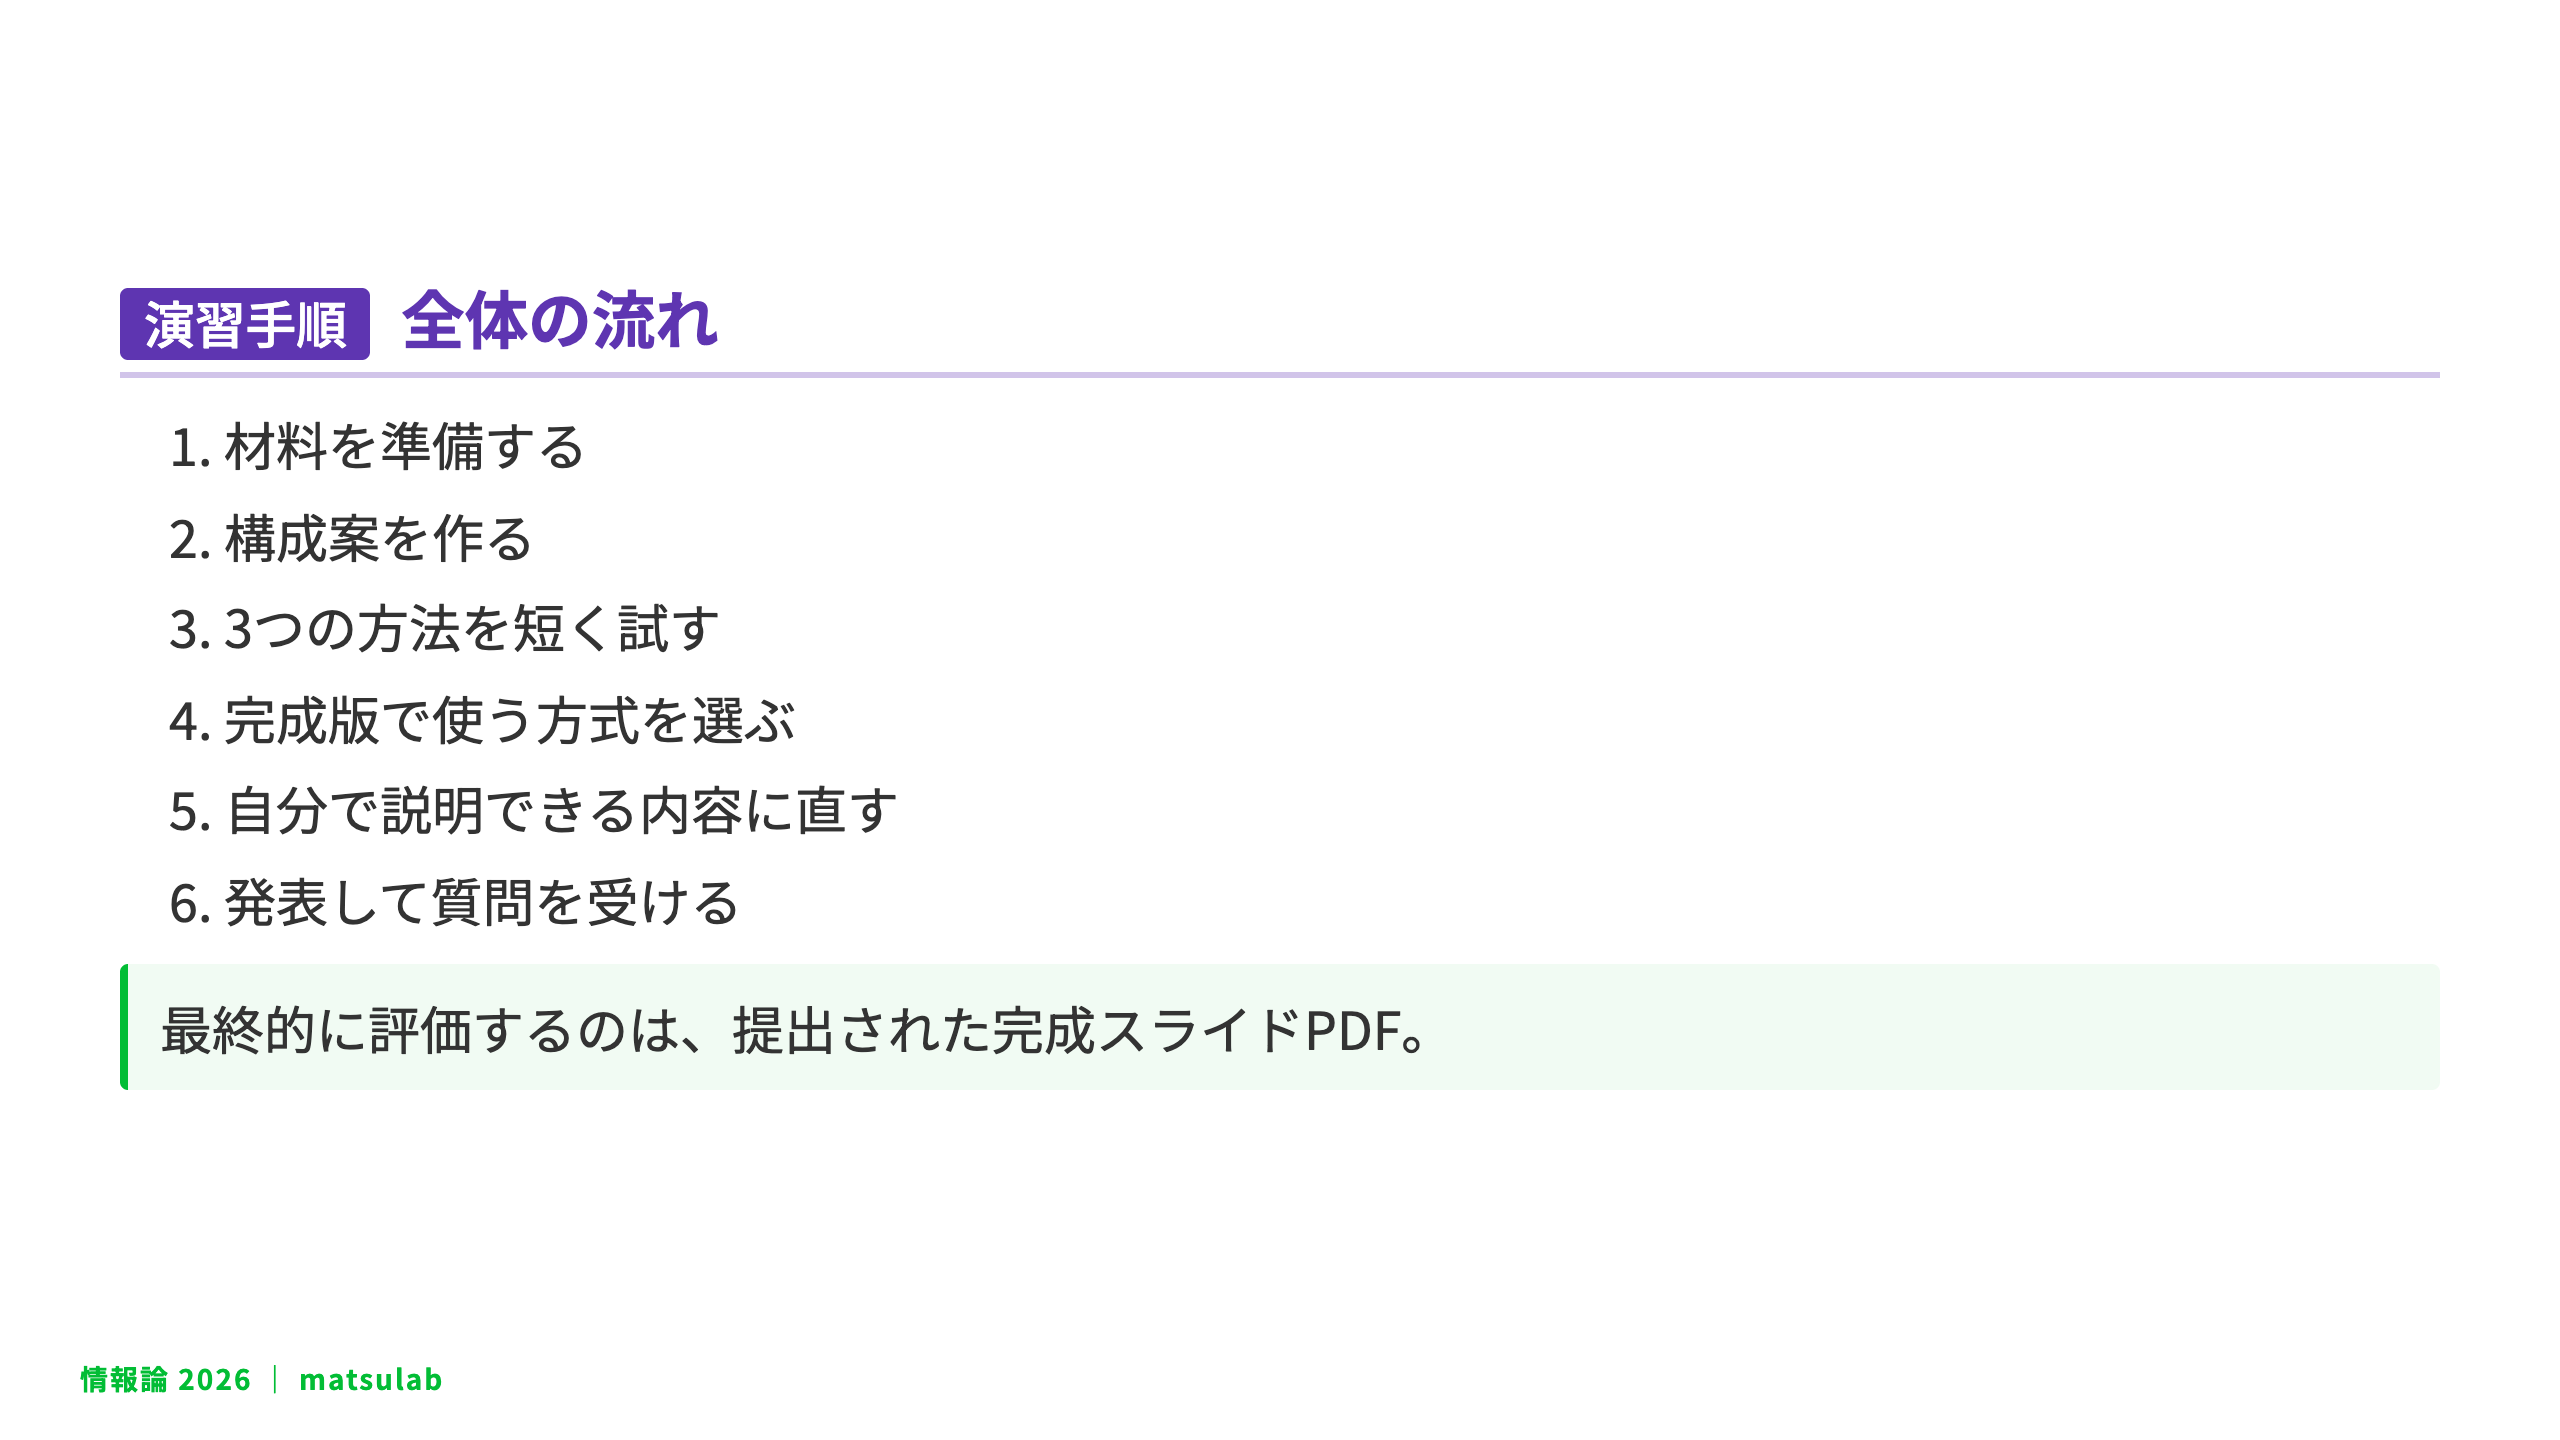 演習手順 全体の流れ
1. 材料を準備する
2. 構成案を作る
3. 3つの方法を短く試す
4. 完成版で使う方式を選ぶ
5. 自分で説明できる内容に直す
6. 発表して質問を受ける
最終的に評価するのは、提出された完成スライドPDF。
情報論 2026 ｜ matsulab